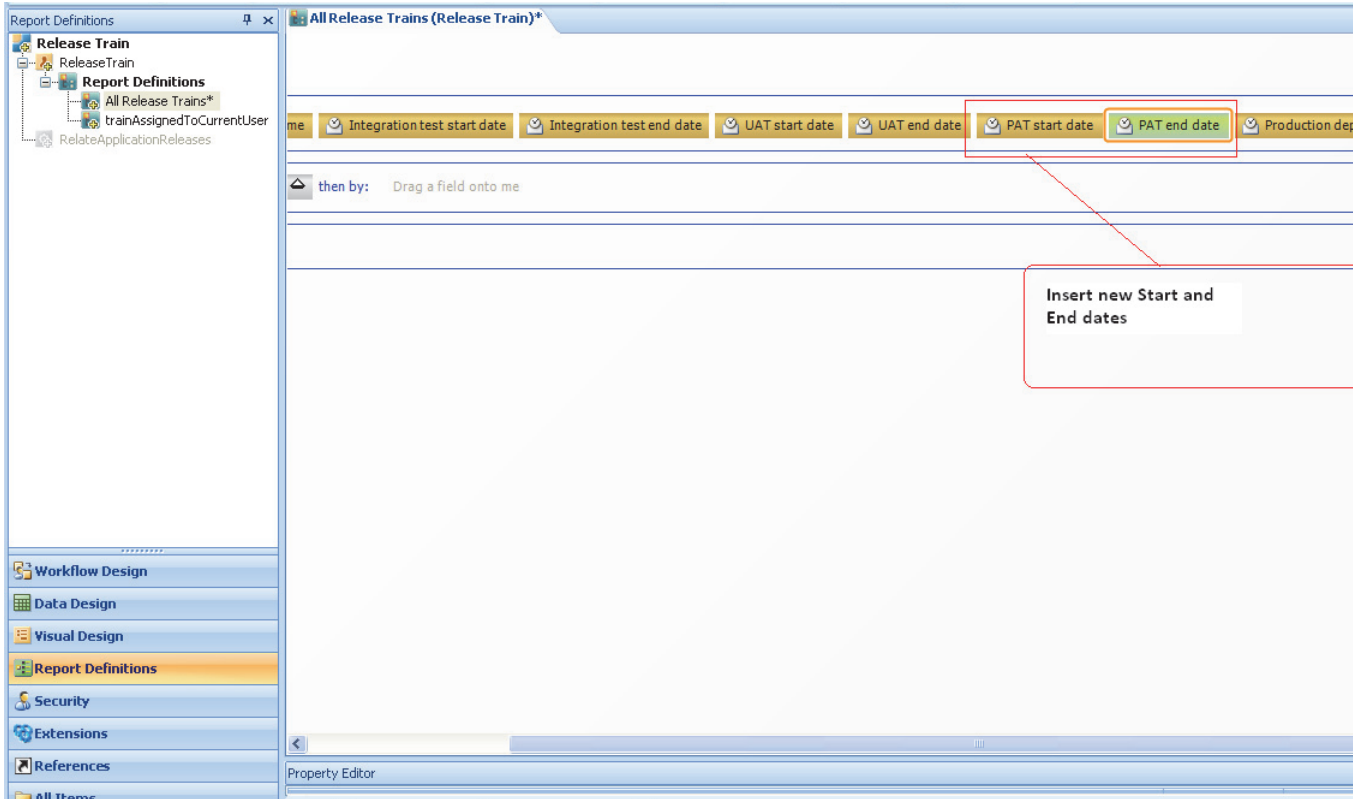 Report Definitions
All Release Trains (Release Train)*
Release Train
ReleaseTrain
Report Definitions
All Release Trains*
trainAssignedToCurrentUser
RelateApplicationReleases
me Integration test start date Integration test end date UAT start date UAT end date PAT start date PAT end date Production dep
then by: Drag a field onto me
Insert new Start and
End dates
Workflow Design
Data Design
Visual Design
Report Definitions
Security
Extensions
References
All Items
Property Editor